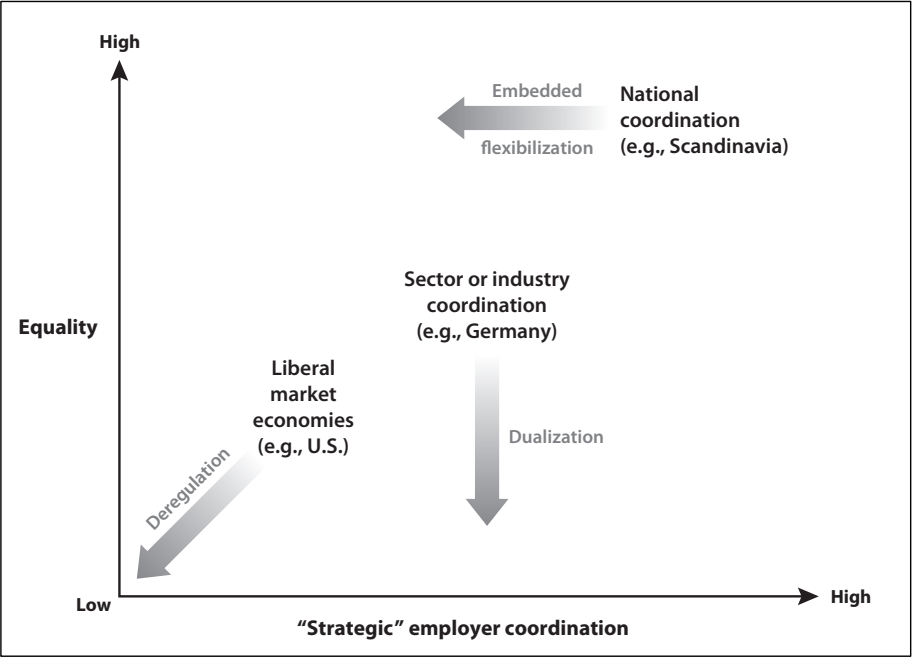 High
Embedded
flexibilization
National
coordination
(e.g., Scandinavia)
Sector or industry
coordination
(e.g., Germany)
Equality
Liberal
market
economies
(e.g., U.S.)
Deregulation
Dualization
Low
High
“Strategic” employer coordination